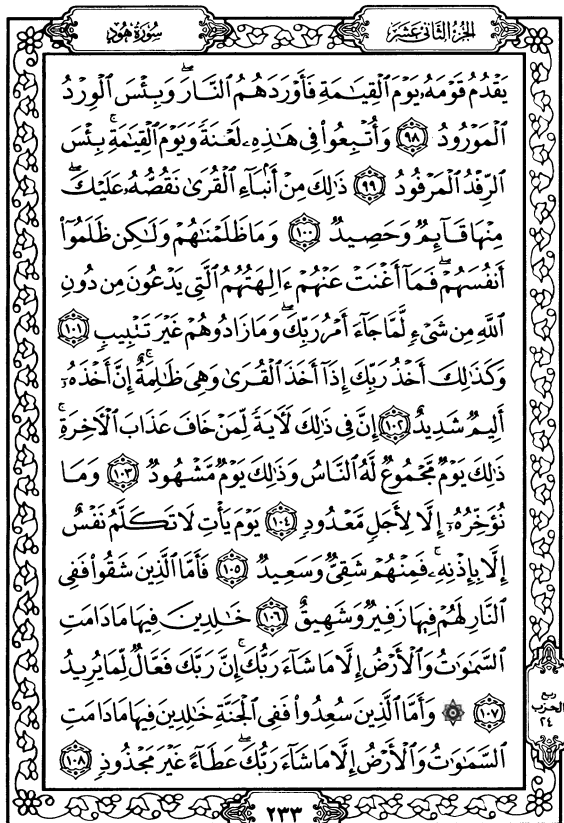 الجزء الثاني عشر
سورة هود
يَقْدُمُ قَوْمَهُۥ يَوْمَ ٱلْقِيَٰمَةِ فَأَوْرَدَهُمُ ٱلنَّارَ ۖ وَبِئْسَ ٱلْوِرْدُ
ٱلْمَوْرُودُ ٩٨ وَأُتْبِعُوا۟ فِى هَٰذِهِۦ لَعْنَةً وَيَوْمَ ٱلْقِيَٰمَةِ ۚ بِئْسَ
ٱلرِّفْدُ ٱلْمَرْفُودُ ٩٩ ذَٰلِكَ مِنْ أَنۢبَآءِ ٱلْقُرَىٰ نَقُصُّهُۥ عَلَيْكَ ۖ
مِنْهَا قَآئِمٌ وَحَصِيدٌ ١٠٠ وَمَا ظَلَمْنَٰهُمْ وَلَٰكِن ظَلَمُوٓا۟
أَنفُسَهُمْ ۖ فَمَآ أَغْنَتْ عَنْهُمْ ءَالِهَتُهُمُ ٱلَّتِى يَدْعُونَ مِن دُونِ
ٱللَّهِ مِن شَىْءٍ لَّمَّا جَآءَ أَمْرُ رَبِّكَ ۖ وَمَا زَادُوهُمْ غَيْرَ تَتْبِيبٍ ١٠١
وَكَذَٰلِكَ أَخْذُ رَبِّكَ إِذَآ أَخَذَ ٱلْقُرَىٰ وَهِىَ ظَٰلِمَةٌ ۚ إِنَّ أَخْذَهُۥٓ
أَلِيمٌ شَدِيدٌ ١٠٢ إِنَّ فِى ذَٰلِكَ لَءَايَةً لِّمَنْ خَافَ عَذَابَ ٱلْءَاخِرَةِ ۚ
ذَٰلِكَ يَوْمٌ مَّجْمُوعٌ لَّهُ ٱلنَّاسُ وَذَٰلِكَ يَوْمٌ مَّشْهُودٌ ١٠٣ وَمَا
نُؤَخِّرُهُۥٓ إِلَّا لِأَجَلٍ مَّعْدُودٍ ١٠٤ يَوْمَ يَأْتِ لَا تَكَلَّمُ نَفْسٌ
إِلَّا بِإِذْنِهِۦ ۚ فَمِنْهُمْ شَقِىٌّ وَسَعِيدٌ ١٠٥ فَأَمَّا ٱلَّذِينَ شَقُوا۟ فَفِى
ٱلنَّارِ لَهُمْ فِيهَا زَفِيرٌ وَشَهِيقٌ ١٠٦ خَٰلِدِينَ فِيهَا مَا دَامَتِ
ٱلسَّمَٰوَٰتُ وَٱلْأَرْضُ إِلَّا مَا شَآءَ رَبُّكَ ۚ إِنَّ رَبَّكَ فَعَّالٌ لِّمَا يُرِيدُ
١٠٧ ۞ وَأَمَّا ٱلَّذِينَ سُعِدُوا۟ فَفِى ٱلْجَنَّةِ خَٰلِدِينَ فِيهَا مَا دَامَتِ
ٱلسَّمَٰوَٰتُ وَٱلْأَرْضُ إِلَّا مَا شَآءَ رَبُّكَ ۖ عَطَآءً غَيْرَ مَجْذُوذٍ ١٠٨
ربع
الحزب
٢٤
٢٣٣